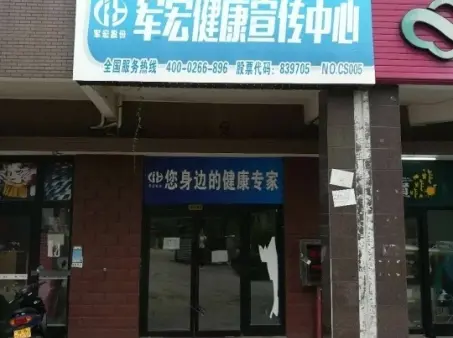 军宏健康宣传中心
军宏股份
全国服务热线 400-0266-896 股票代码：839705 NO.CS005
您身边的健康专家